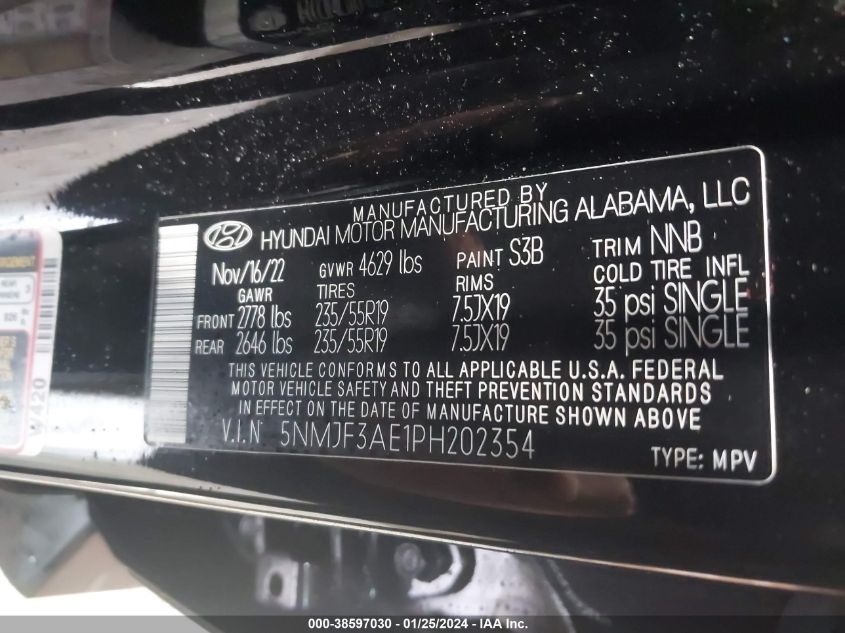 MANUFACTURED BY
HYUNDAI MOTOR MANUFACTURING ALABAMA, LLC
Nov/16/22 GVWR 4629 lbs PAINT S3B TRIM NNB
GAWR TIRES RIMS COLD TIRE INFL
FRONT 2778 lbs 235/55R19 7.5JX19 35 psi SINGLE
REAR 2646 lbs 235/55R19 7.5JX19 35 psi SINGLE
THIS VEHICLE CONFORMS TO ALL APPLICABLE U.S.A. FEDERAL
MOTOR VEHICLE SAFETY AND THEFT PREVENTION STANDARDS
IN EFFECT ON THE DATE OF MANUFACTURE SHOWN ABOVE
V.I.N 5NMJF3AE1PH202354
TYPE: MPV
W420
000-38597030 - 01/25/2024 - IAA Inc.